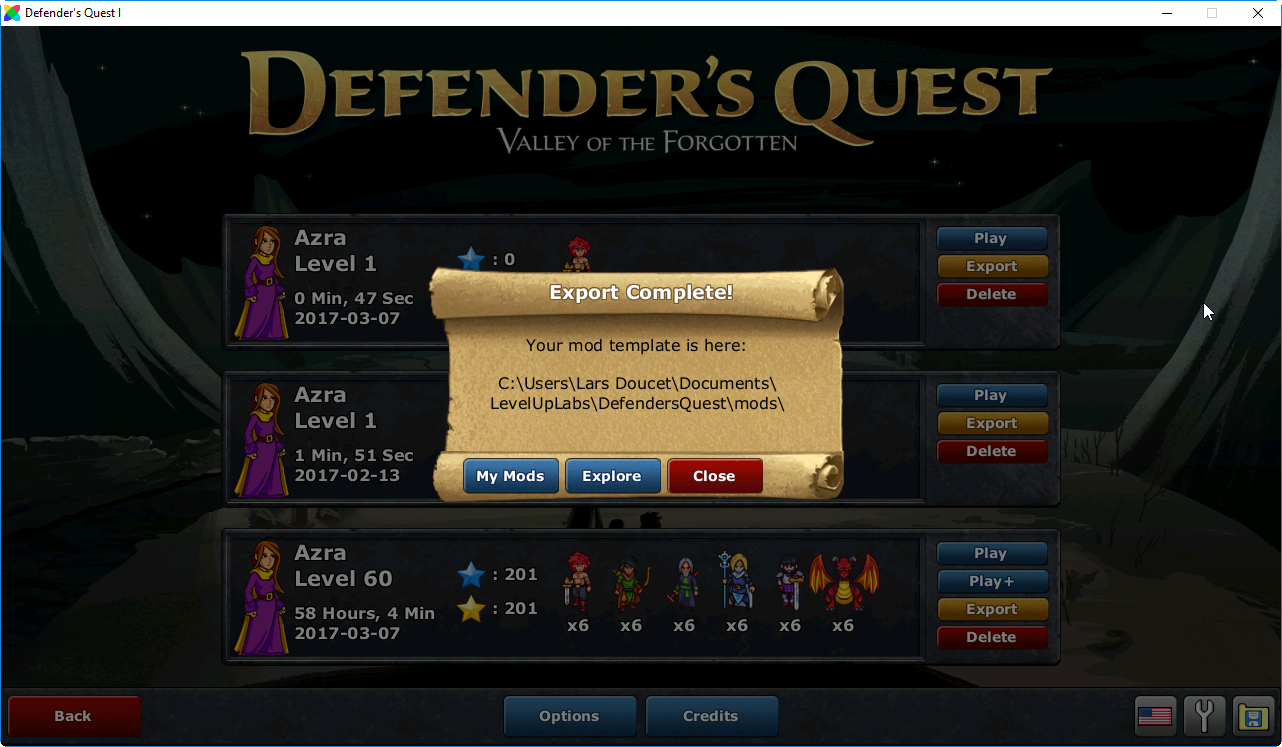 Defender's Quest I
DEFENDER'S QUEST
VALLEY OF THE FORGOTTEN
Azra
Level 1
: 0
0 Min, 47 Sec
2017-03-07
Play
Export
Delete
Export Complete!
Your mod template is here:
C:\Users\Lars Doucet\Documents\
LevelUpLabs\DefendersQuest\mods\
My Mods
Explore
Close
Azra
Level 1
1 Min, 51 Sec
2017-02-13
Play
Export
Delete
Azra
Level 60
: 201
: 201
58 Hours, 4 Min
2017-03-07
x6 x6 x6 x6 x6 x6
Play
Play+
Export
Delete
Back
Options
Credits